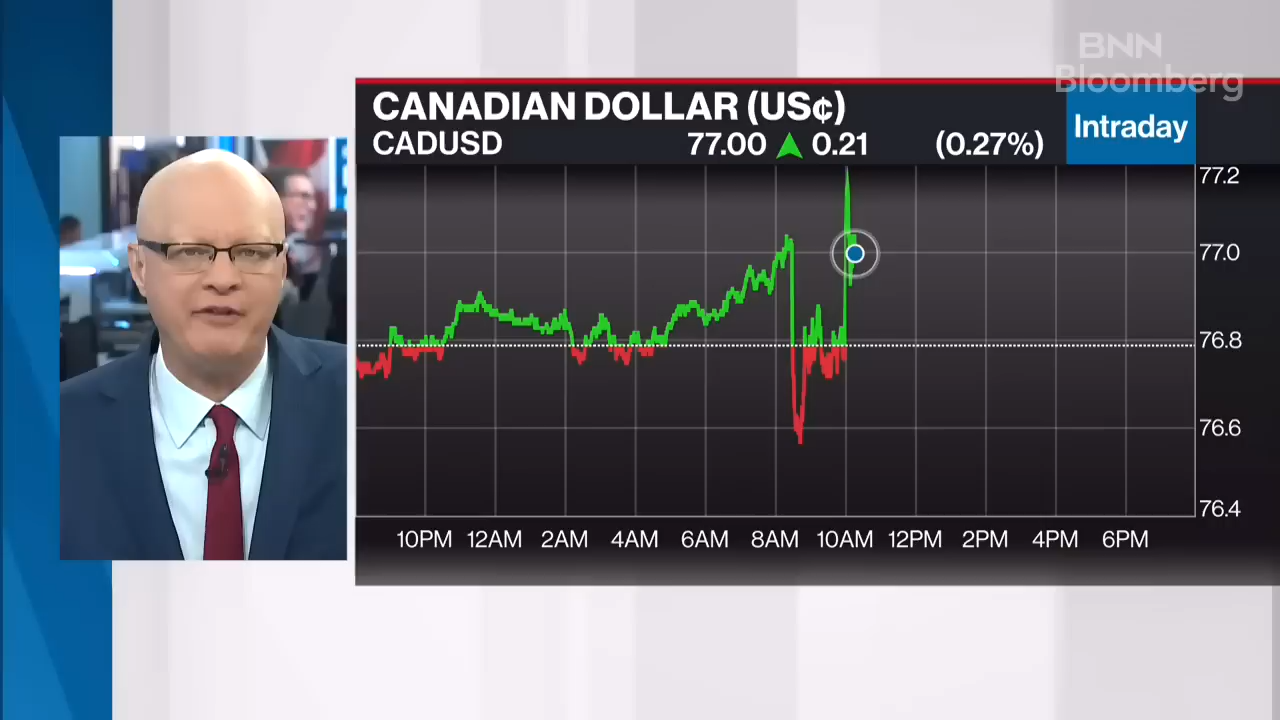 BNN
Bloomberg
CANADIAN DOLLAR (US¢)
CADUSD 77.00 ▲ 0.21 (0.27%)
Intraday
77.2
77.0
76.8
76.6
76.4
10PM 12AM 2AM 4AM 6AM 8AM 10AM 12PM 2PM 4PM 6PM